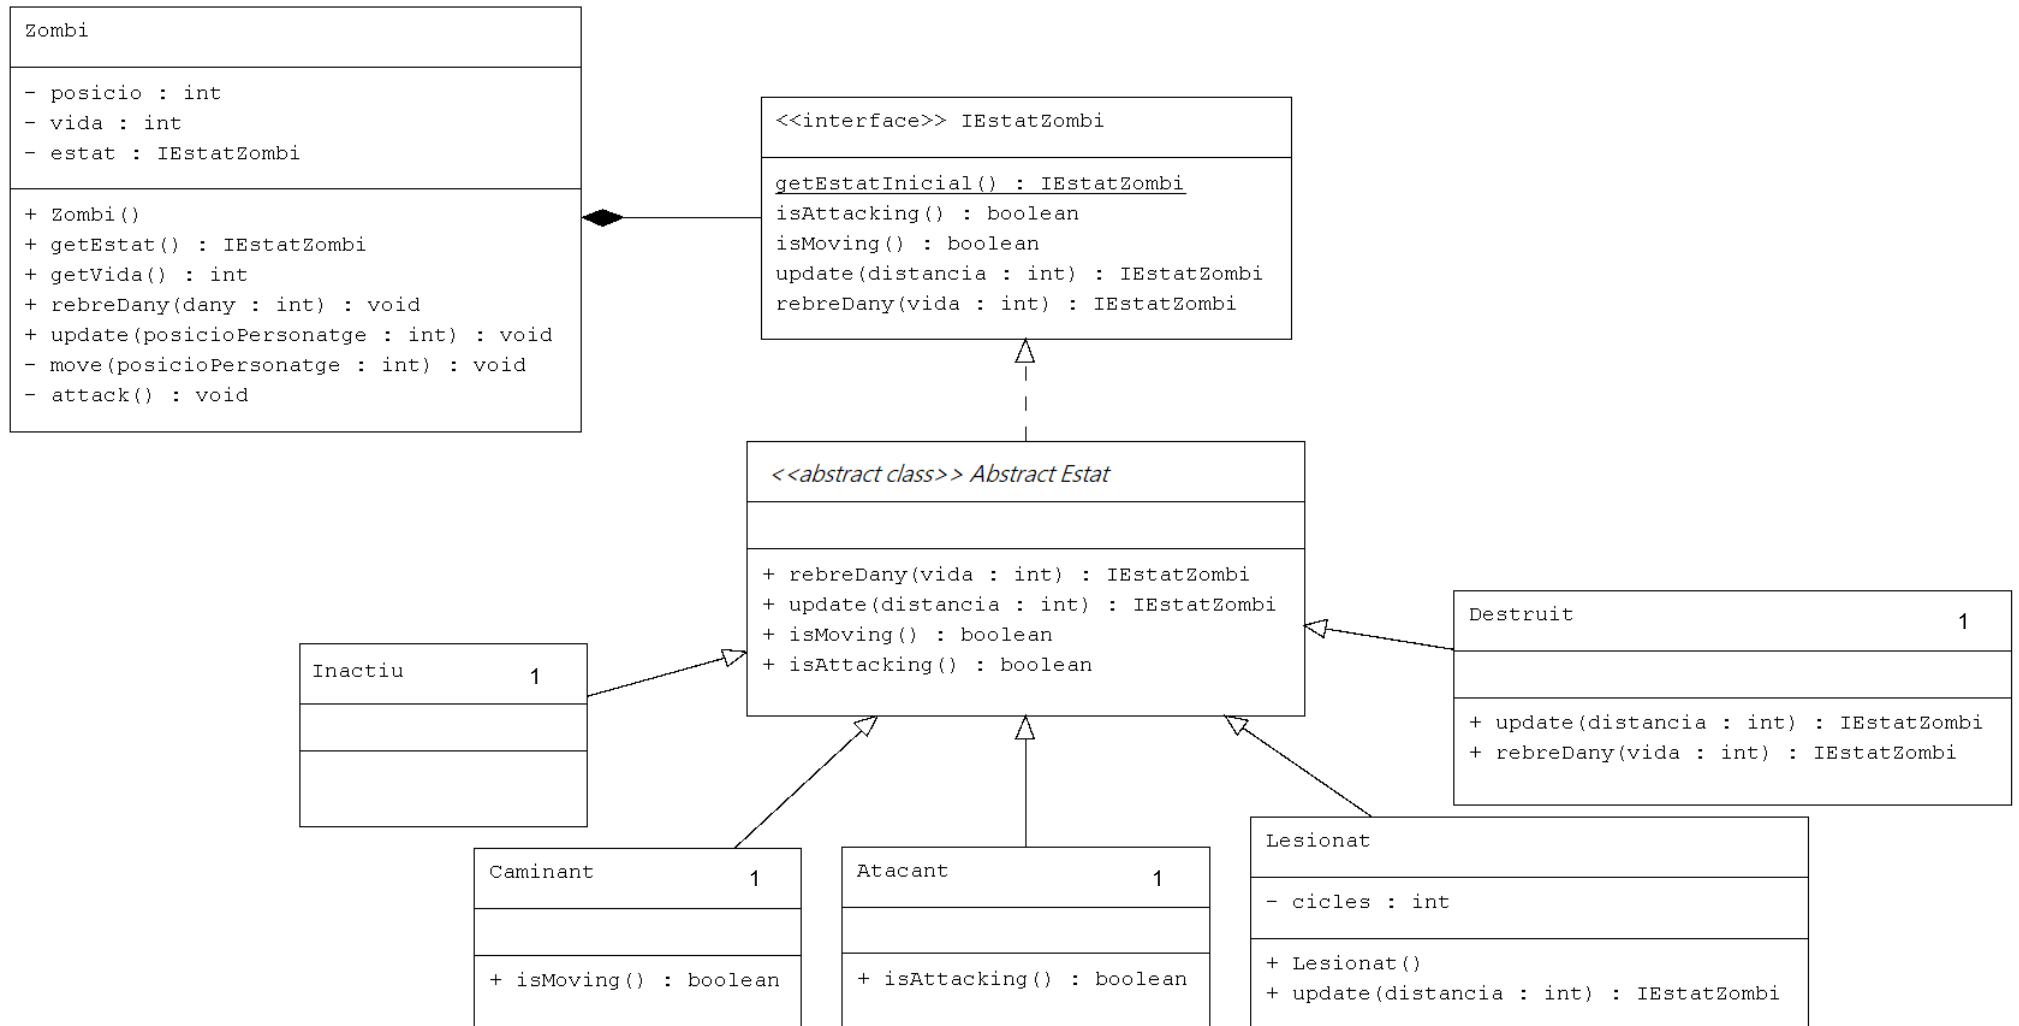 Zombi
- posicio : int
- vida : int
- estat : IEstatZombi
+ Zombi()
+ getEstat() : IEstatZombi
+ getVida() : int
+ rebreDany(dany : int) : void
+ update(posicioPersonatge : int) : void
- move(posicioPersonatge : int) : void
- attack() : void
<<interface>> IEstatZombi
getEstatInicial() : IEstatZombi
isAttacking() : boolean
isMoving() : boolean
update(distancia : int) : IEstatZombi
rebreDany(vida : int) : IEstatZombi
<<abstract class>> Abstract Estat
+ rebreDany(vida : int) : IEstatZombi
+ update(distancia : int) : IEstatZombi
+ isMoving() : boolean
+ isAttacking() : boolean
Inactiu 1
Caminant 1
+ isMoving() : boolean
Atacant 1
+ isAttacking() : boolean
Lesionat
- cicles : int
+ Lesionat()
+ update(distancia : int) : IEstatZombi
Destruit 1
+ update(distancia : int) : IEstatZombi
+ rebreDany(vida : int) : IEstatZombi